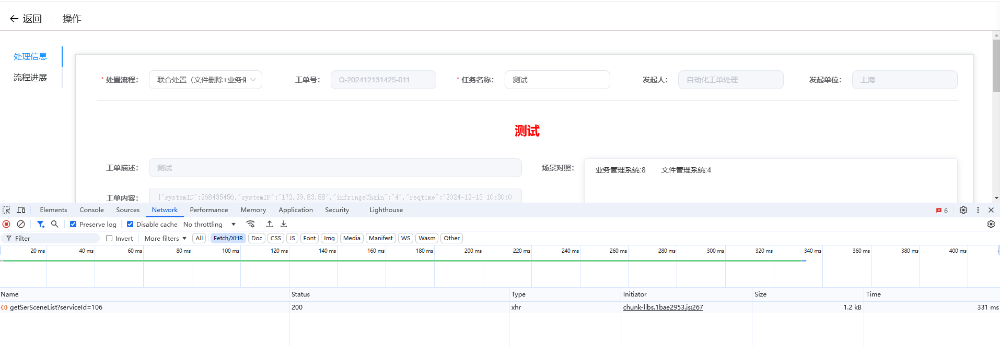 返回 操作
处理信息
流程进展
* 处置流程： 联合处置（文件删除+业务停 工单号： Q-202412131425-011 * 任务名称： 测试 发起人： 自动化工单处理 发起单位： 上海
测试
工单描述： 测试 场景对照： 业务管理系统:8 文件管理系统:4
工单内容： {"systemID":268435456,"systemIP":"172.29.83.88","infringeChain":"4","reqtime":"2024-12-13 10:30:0
Elements Console Sources Network Performance Memory Application Security Lighthouse 6
Preserve log Disable cache No throttling
Filter Invert More filters All Fetch/XHR Doc CSS JS Font Img Media Manifest WS Wasm Other
20 ms 40 ms 60 ms 80 ms 100 ms 120 ms 140 ms 160 ms 180 ms 200 ms 220 ms 240 ms 260 ms 280 ms 300 ms 320 ms 340 ms 360 ms 380 ms 400 ms
Name Status Type Initiator Size Time
getSerSceneList?serviceId=106 200 xhr chunk-libs.1bae2953.js:267 1.2 kB 331 ms